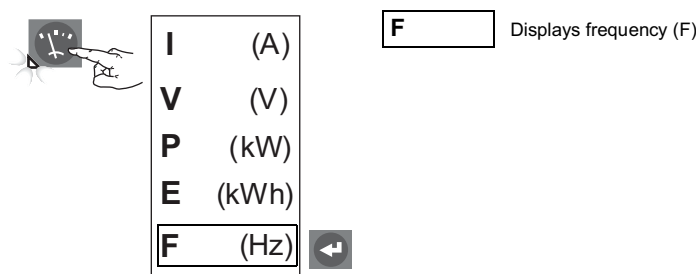 I (A)
V (V)
P (kW)
E (kWh)
F (Hz)
F Displays frequency (F)